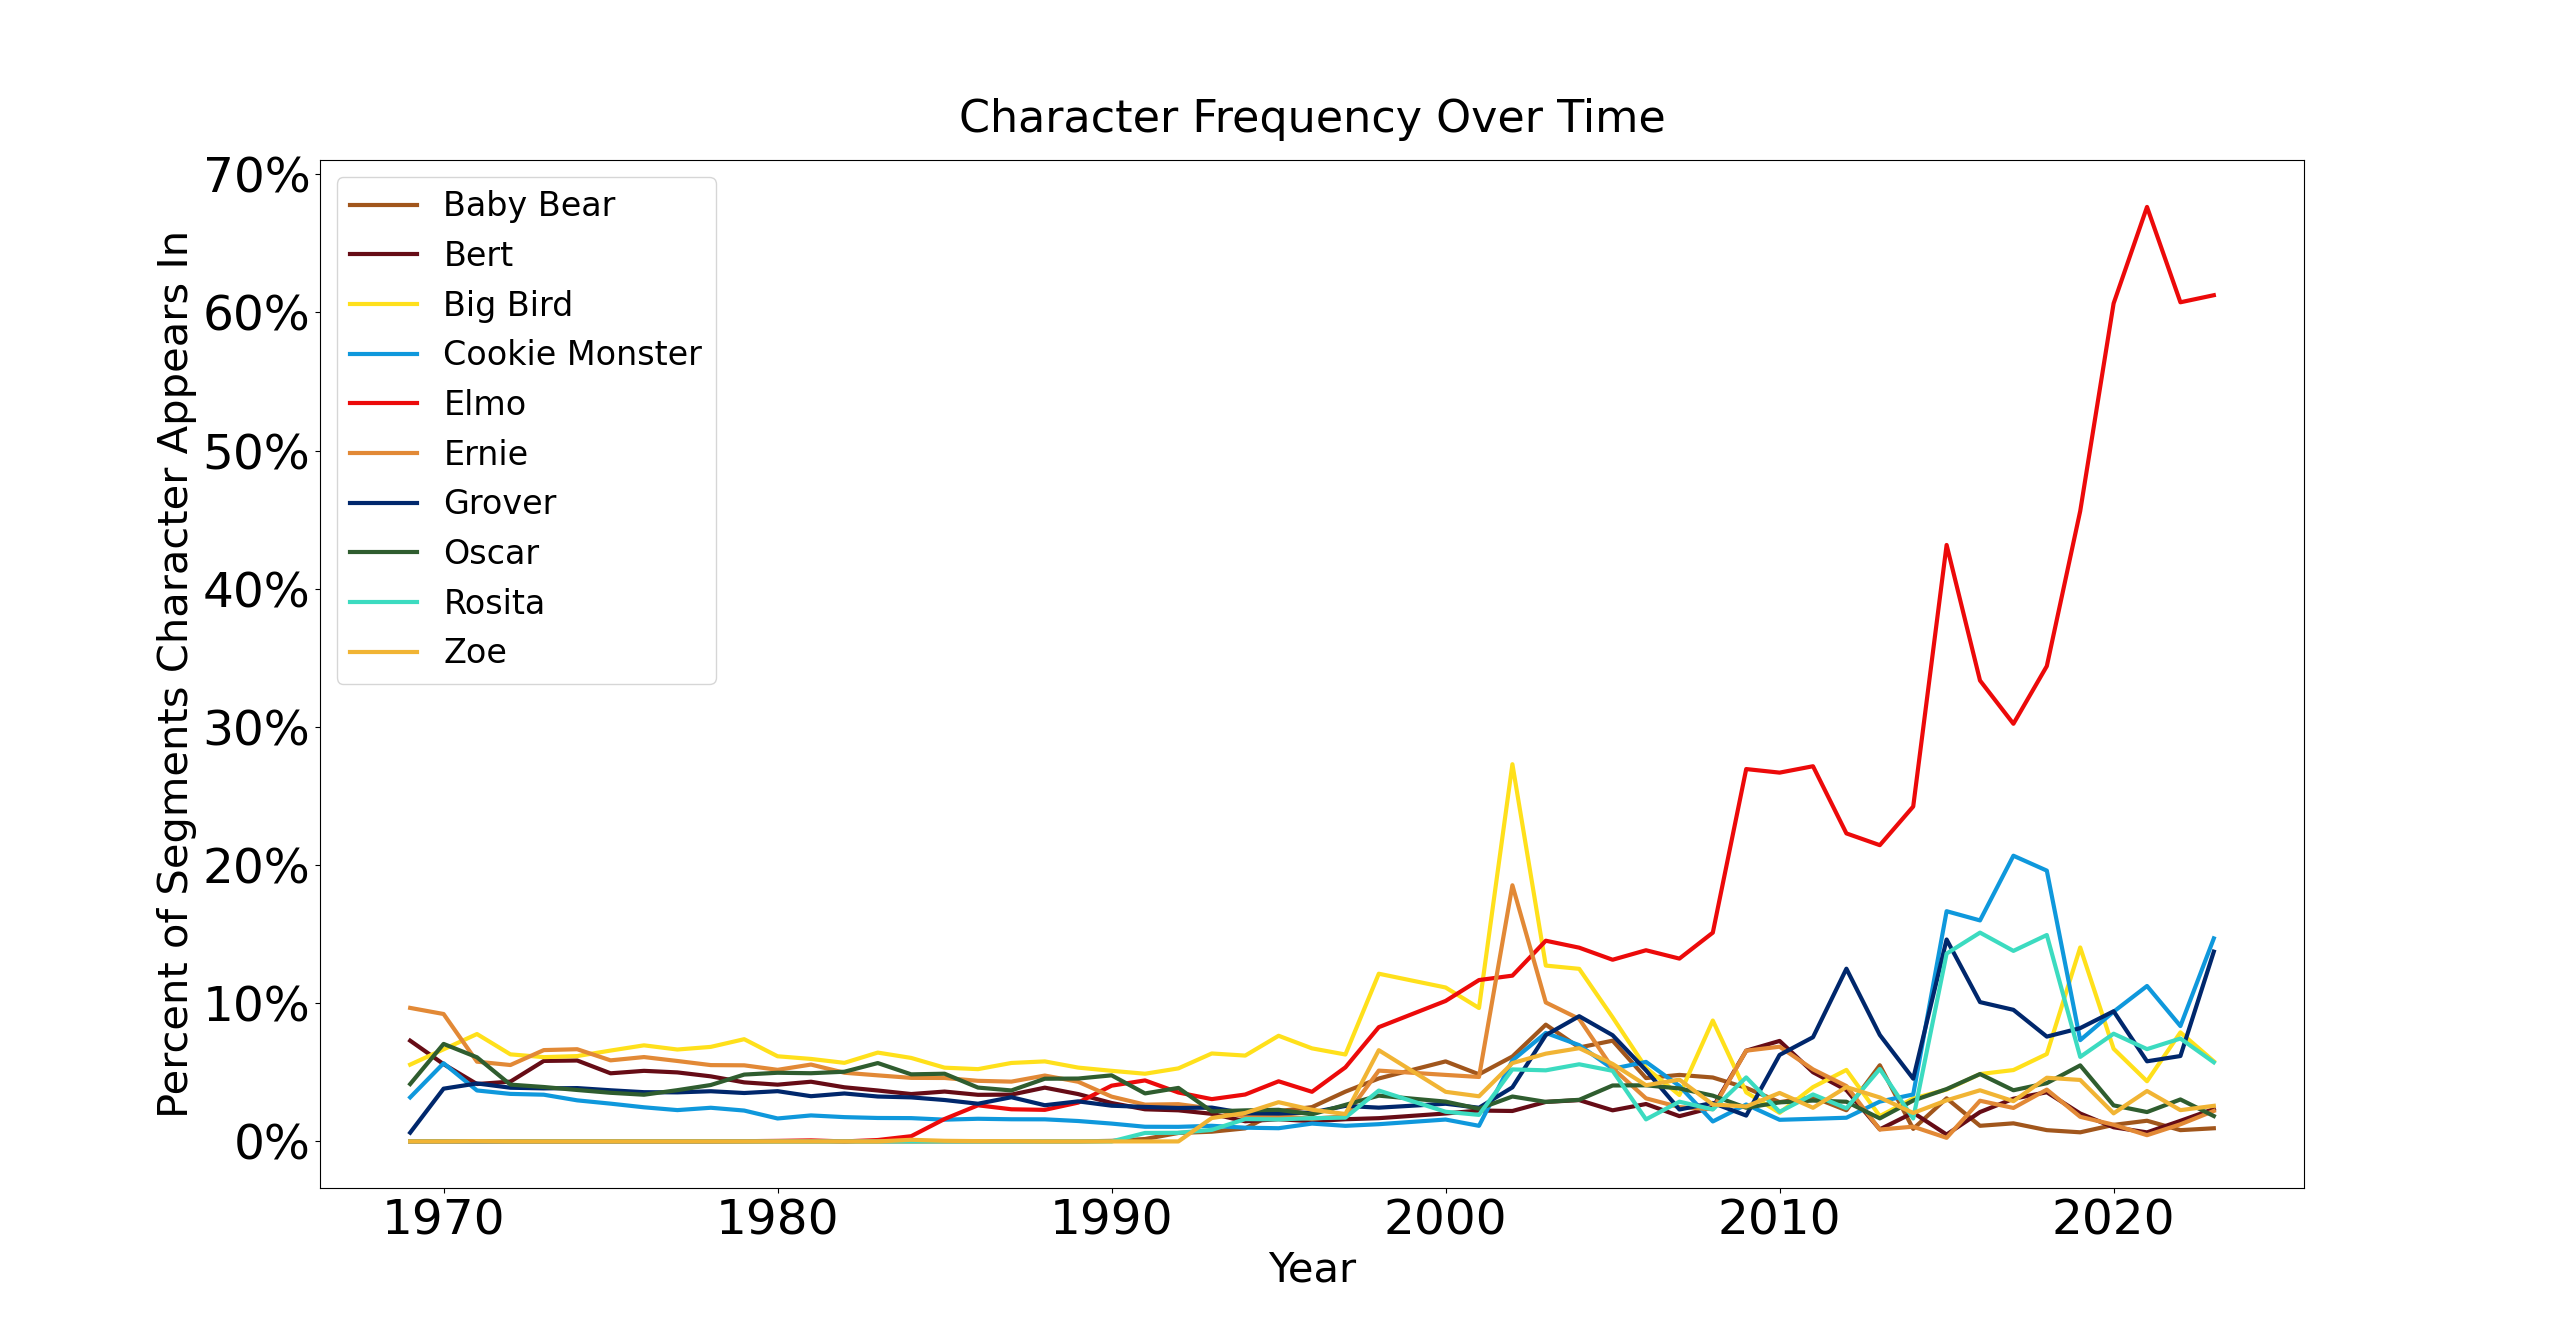 Character Frequency Over Time
Percent of Segments Character Appears In
70%
60%
50%
40%
30%
20%
10%
0%
Baby Bear
Bert
Big Bird
Cookie Monster
Elmo
Ernie
Grover
Oscar
Rosita
Zoe
1970 1980 1990 2000 2010 2020
Year